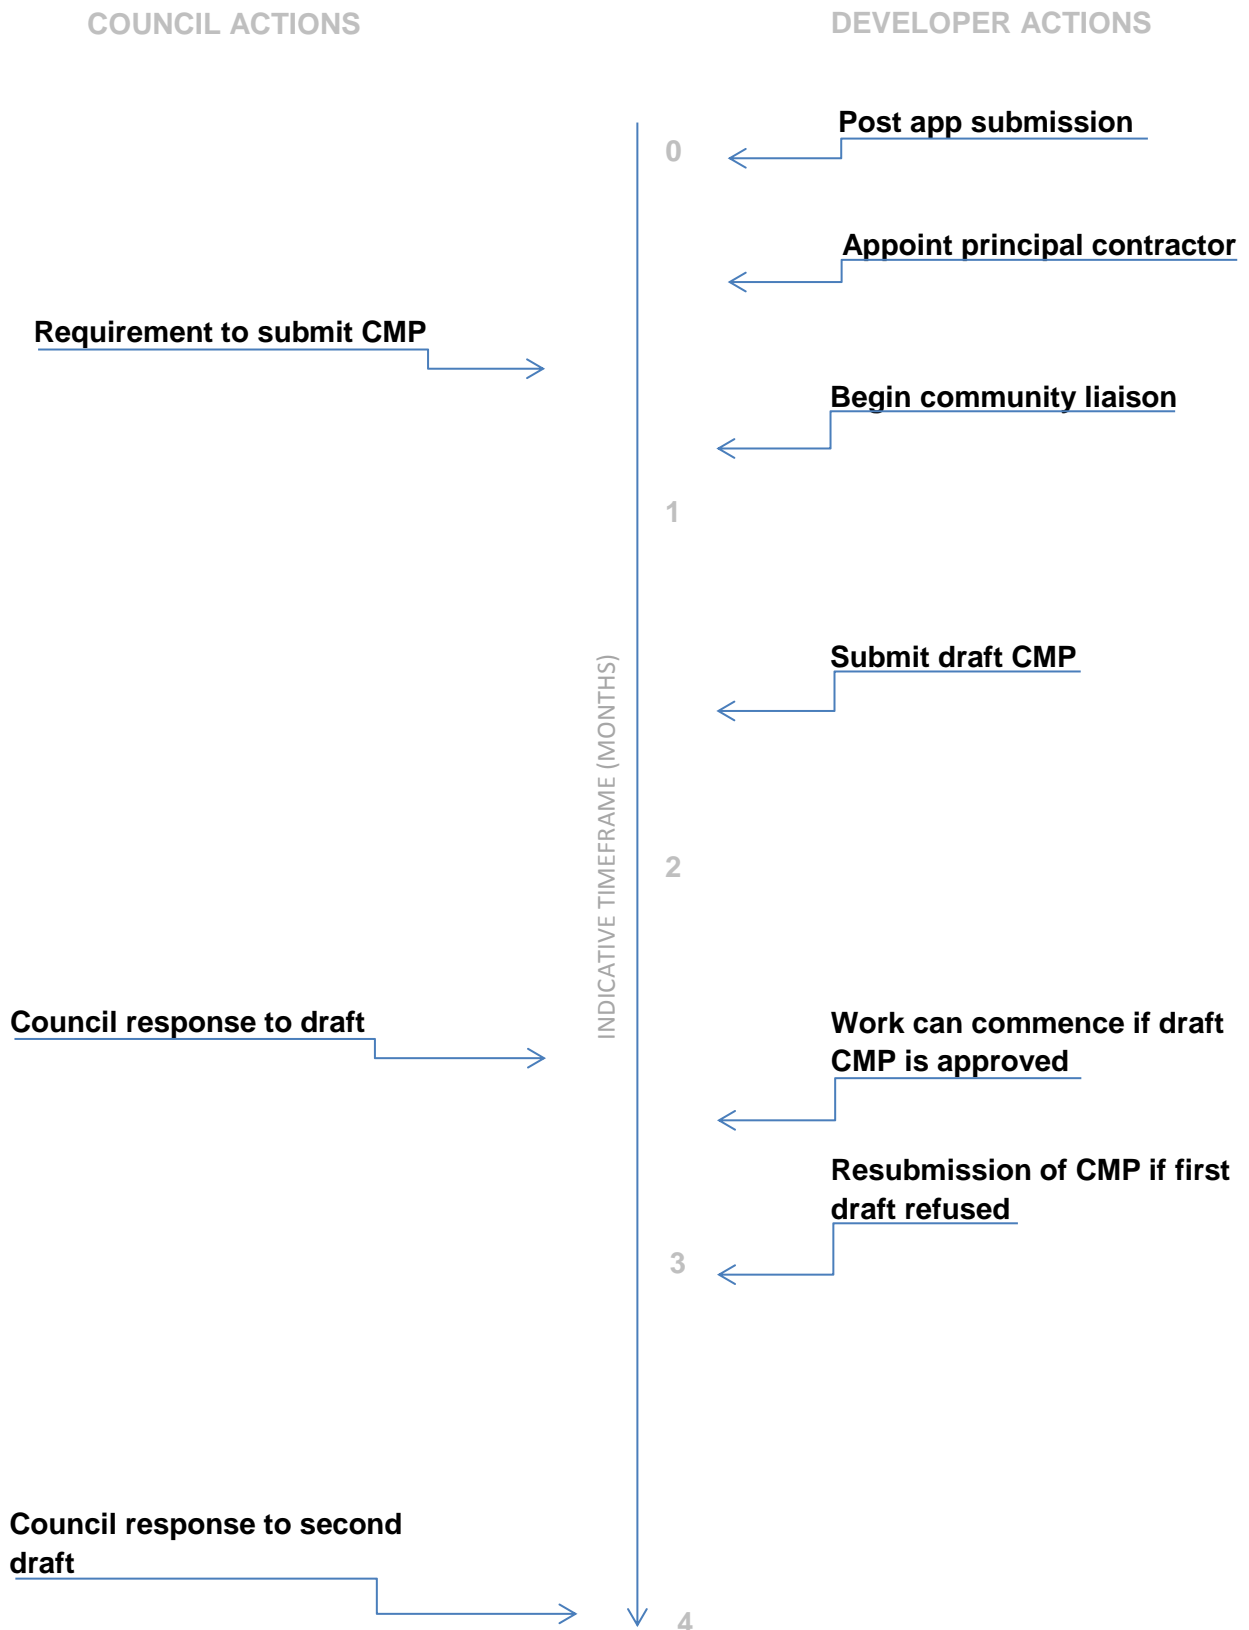 COUNCIL ACTIONS
DEVELOPER ACTIONS
Post app submission
0
Appoint principal contractor
Requirement to submit CMP
Begin community liaison
1
Submit draft CMP
INDICATIVE TIMEFRAME (MONTHS)
2
Council response to draft
Work can commence if draft
CMP is approved
Resubmission of CMP if first
draft refused
3
Council response to second
draft
4